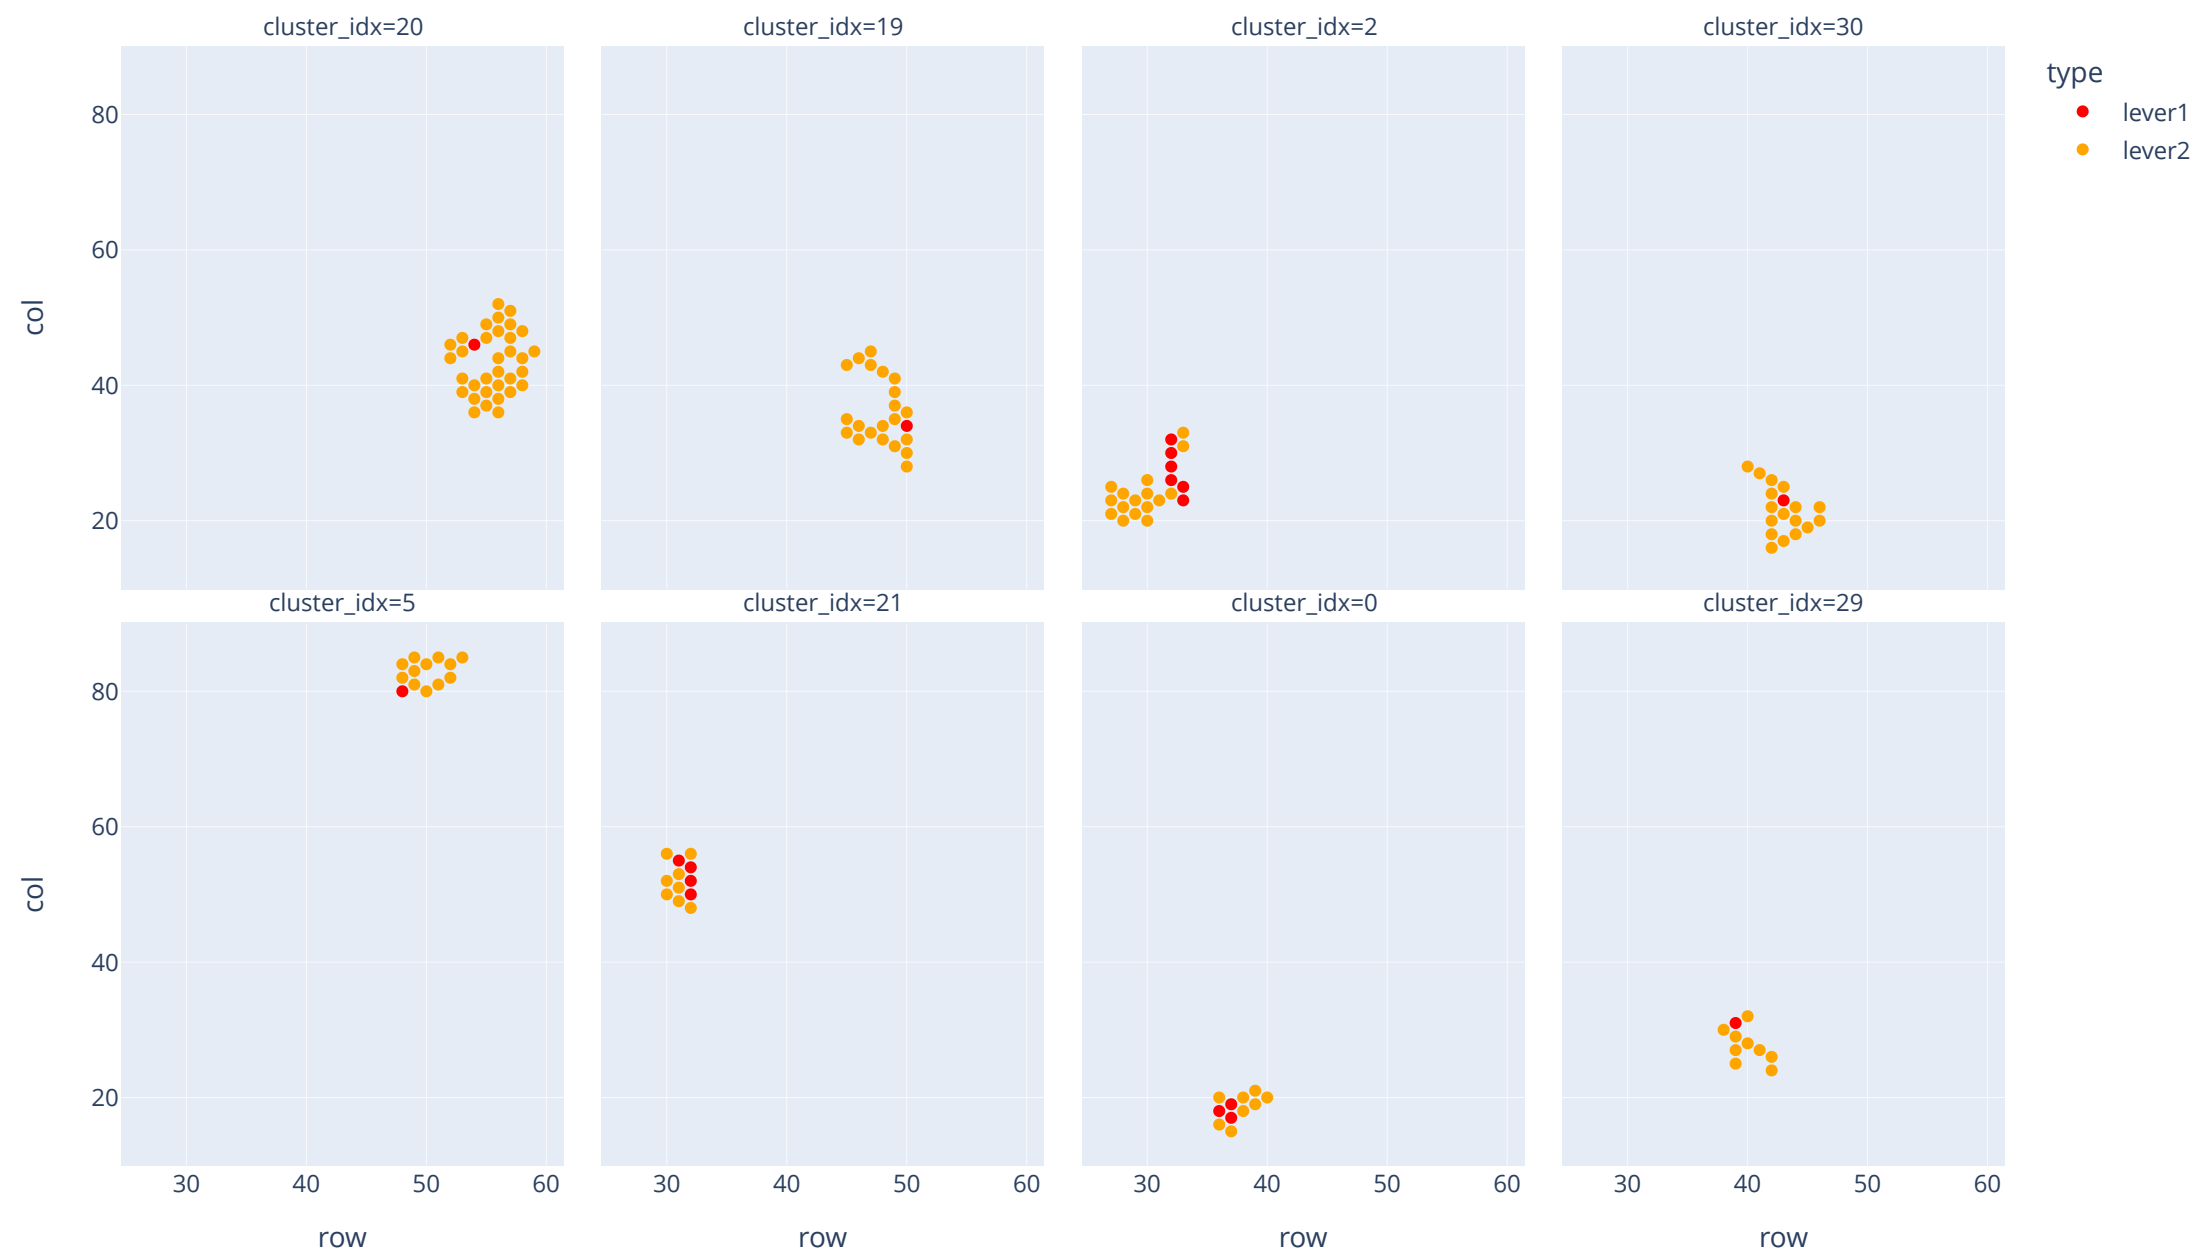 cluster_idx=20
cluster_idx=19
cluster_idx=2
cluster_idx=30
type
lever1
lever2
80
60
40
20
col
cluster_idx=5
cluster_idx=21
cluster_idx=0
cluster_idx=29
80
60
40
20
col
30 40 50 60
30 40 50 60
30 40 50 60
30 40 50 60
row
row
row
row